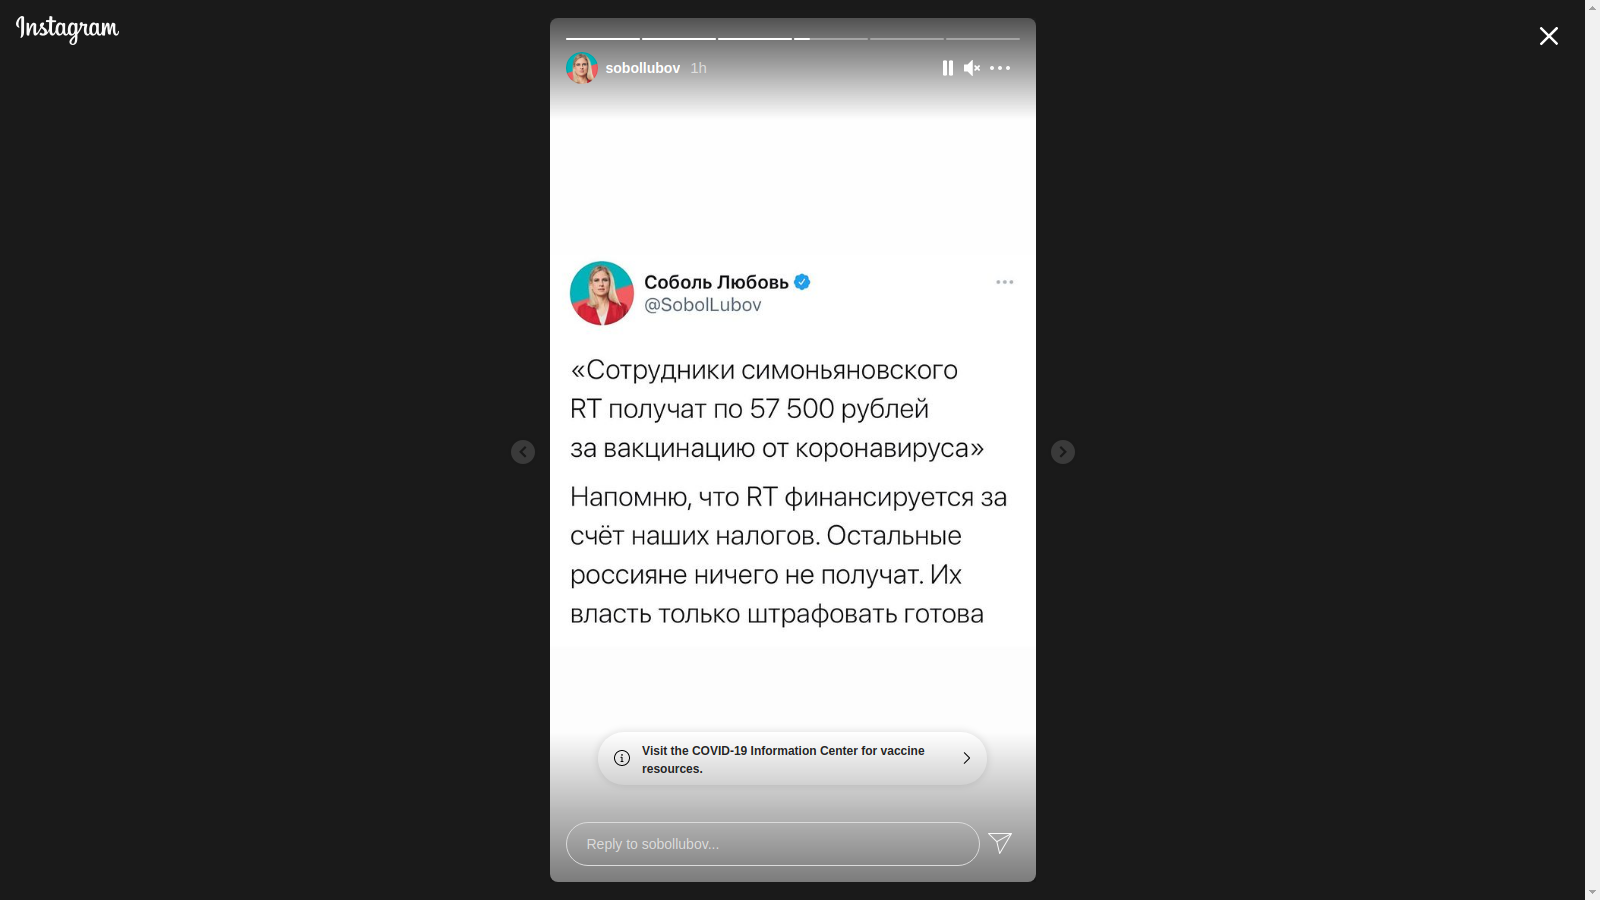 Instagram
sobollubov 1h
Соболь Любовь
@SobolLubov
«Сотрудники симоньяновского
RT получат по 57 500 рублей
за вакцинацию от коронавируса»
Напомню, что RT финансируется за
счёт наших налогов. Остальные
россияне ничего не получат. Их
власть только штрафовать готова
Visit the COVID-19 Information Center for vaccine
resources.
Reply to sobollubov...